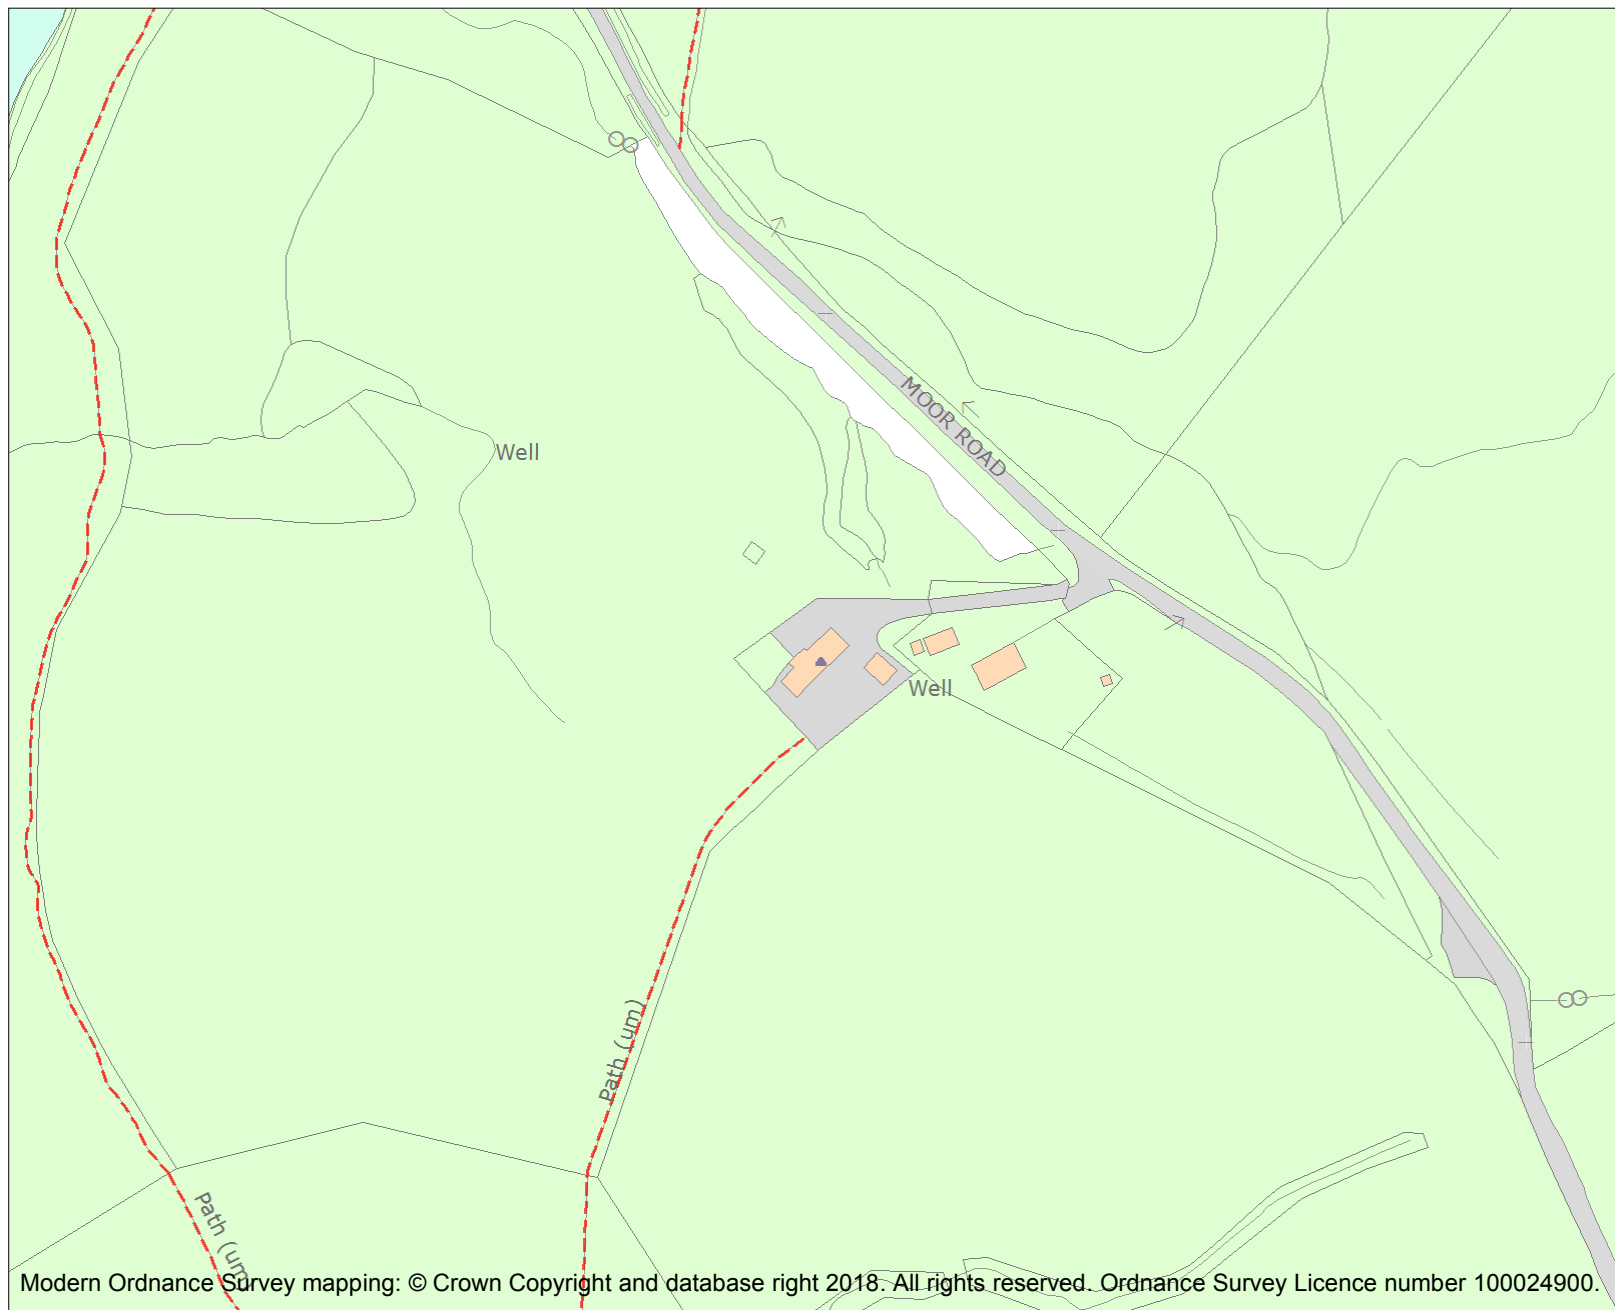 MOOR ROAD
Well
Well
Path (um)
Path (um)
Modern Ordnance Survey mapping: © Crown Copyright and database right 2018. All rights reserved. Ordnance Survey Licence number 100024900.